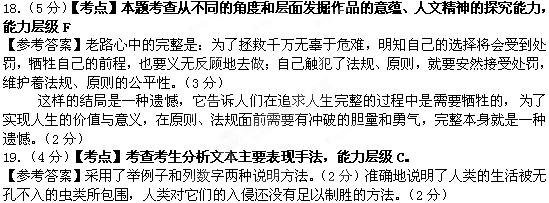 18.(5分)【考点】本题考查从不同的角度和层面发掘作品的意蕴、人文精神的探究能力，
能力层级F
【参考答案】老路心中的完整是：为了拯救千万无辜于危难，明知自己的选择将会受到处
罚，牺牲自己的前程，也要义无反顾地去做；自己触犯了法规、原则，就要安然接受处罚，
维护着法规、原则的公平性。(3分)
这样的结局是一种遗憾，它告诉人们在追求人生完整的过程中是需要牺牲的，为了
实现人生的价值与意义，在原则、法规面前需要有冲破的胆量和勇气，完整本身就是一种
遗憾。(2分)
19.(4分)【考点】考查考生分析文本主要表现手法，能力层级C。
【参考答案】采用了举例子和列数字两种说明方法。(2分)准确地说明了人类的生活被无
孔不入的虫类所包围，人类对它们的入侵还没有足以制胜的方法。(2分)